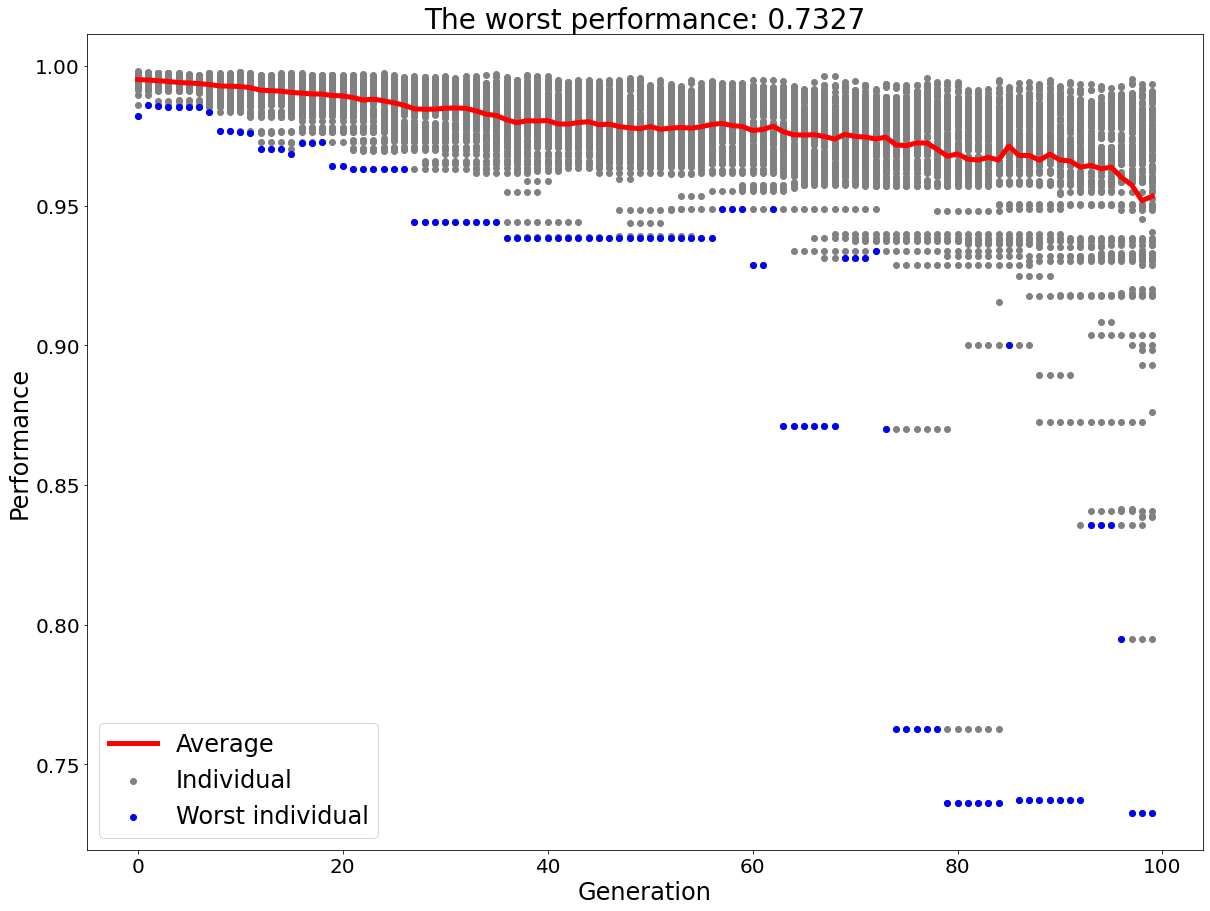 The worst performance: 0.7327
1.00
0.95
0.90
0.85
0.80
0.75
Performance
Average
Individual
Worst individual
0 20 40 60 80 100
Generation